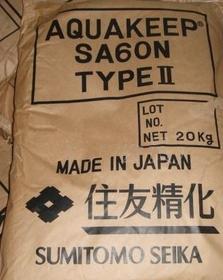 AQUAKEEP®
SA60N
TYPE II
LOT
NO.
NET 20Kg
MADE IN JAPAN
住友精化
SUMITOMO SEIKA